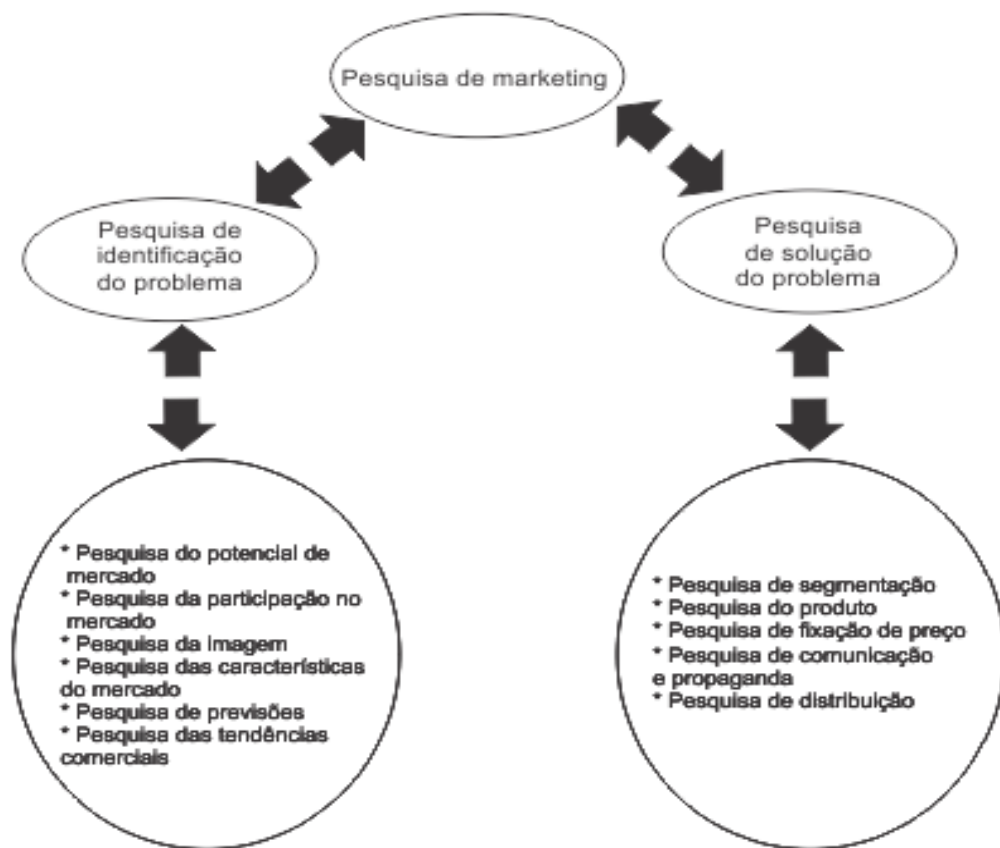 Pesquisa de marketing
Pesquisa de
identificação
do problema
Pesquisa
de solução
do problema
* Pesquisa do potencial de
mercado
* Pesquisa da participação no
mercado
* Pesquisa da imagem
* Pesquisa das características
do mercado
* Pesquisa de previsões
* Pesquisa das tendências
comerciais
* Pesquisa de segmentação
* Pesquisa do produto
* Pesquisa de fixação de preço
* Pesquisa de comunicação
e propaganda
* Pesquisa de distribuição